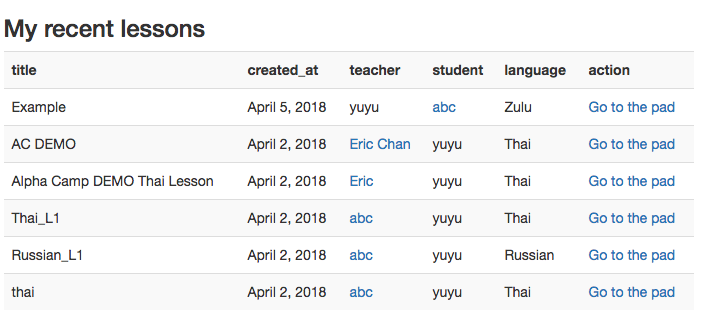 My recent lessons
title created_at teacher student language action
Example April 5, 2018 yuyu abc Zulu Go to the pad
AC DEMO April 2, 2018 Eric Chan yuyu Thai Go to the pad
Alpha Camp DEMO Thai Lesson April 2, 2018 Eric yuyu Thai Go to the pad
Thai_L1 April 2, 2018 abc yuyu Thai Go to the pad
Russian_L1 April 2, 2018 abc yuyu Russian Go to the pad
thai April 2, 2018 abc yuyu Thai Go to the pad